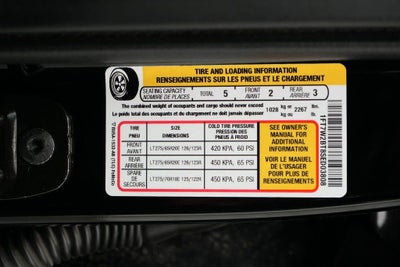 TIRE AND LOADING INFORMATION
RENSEIGNEMENTS SUR LES PNEUS ET LE CHARGEMENT
SEATING CAPACITY
NOMBRE DE PLACES
TOTAL 5
FRONT
AVANT 2
REAR
ARRIÈRE 3
The combined weight of occupants and cargo should never exceed
Le poids total des occupants et du chargement ne doit jamais dépasser
1028 kg or kg ou 2267 lbs. lb.
TIRE
PNEU
SIZE
DIMENSIONS
COLD TIRE PRESSURE
PRESSION DES
PNEUS À FROID
FRONT
AVANT
LT275/65R20E 126/123R
420 KPA, 60 PSI
REAR
ARRIÈRE
LT275/65R20E 126/123R
450 KPA, 65 PSI
SPARE
DE
SECOURS
LT275/70R18E 125/122R
450 KPA, 65 PSI
SEE OWNER'S
MANUAL FOR
ADDITIONAL
INFORMATION
VOIR LE MANUEL
DE L'USAGER
POUR PLUS DE
RENSEIGNEMENTS